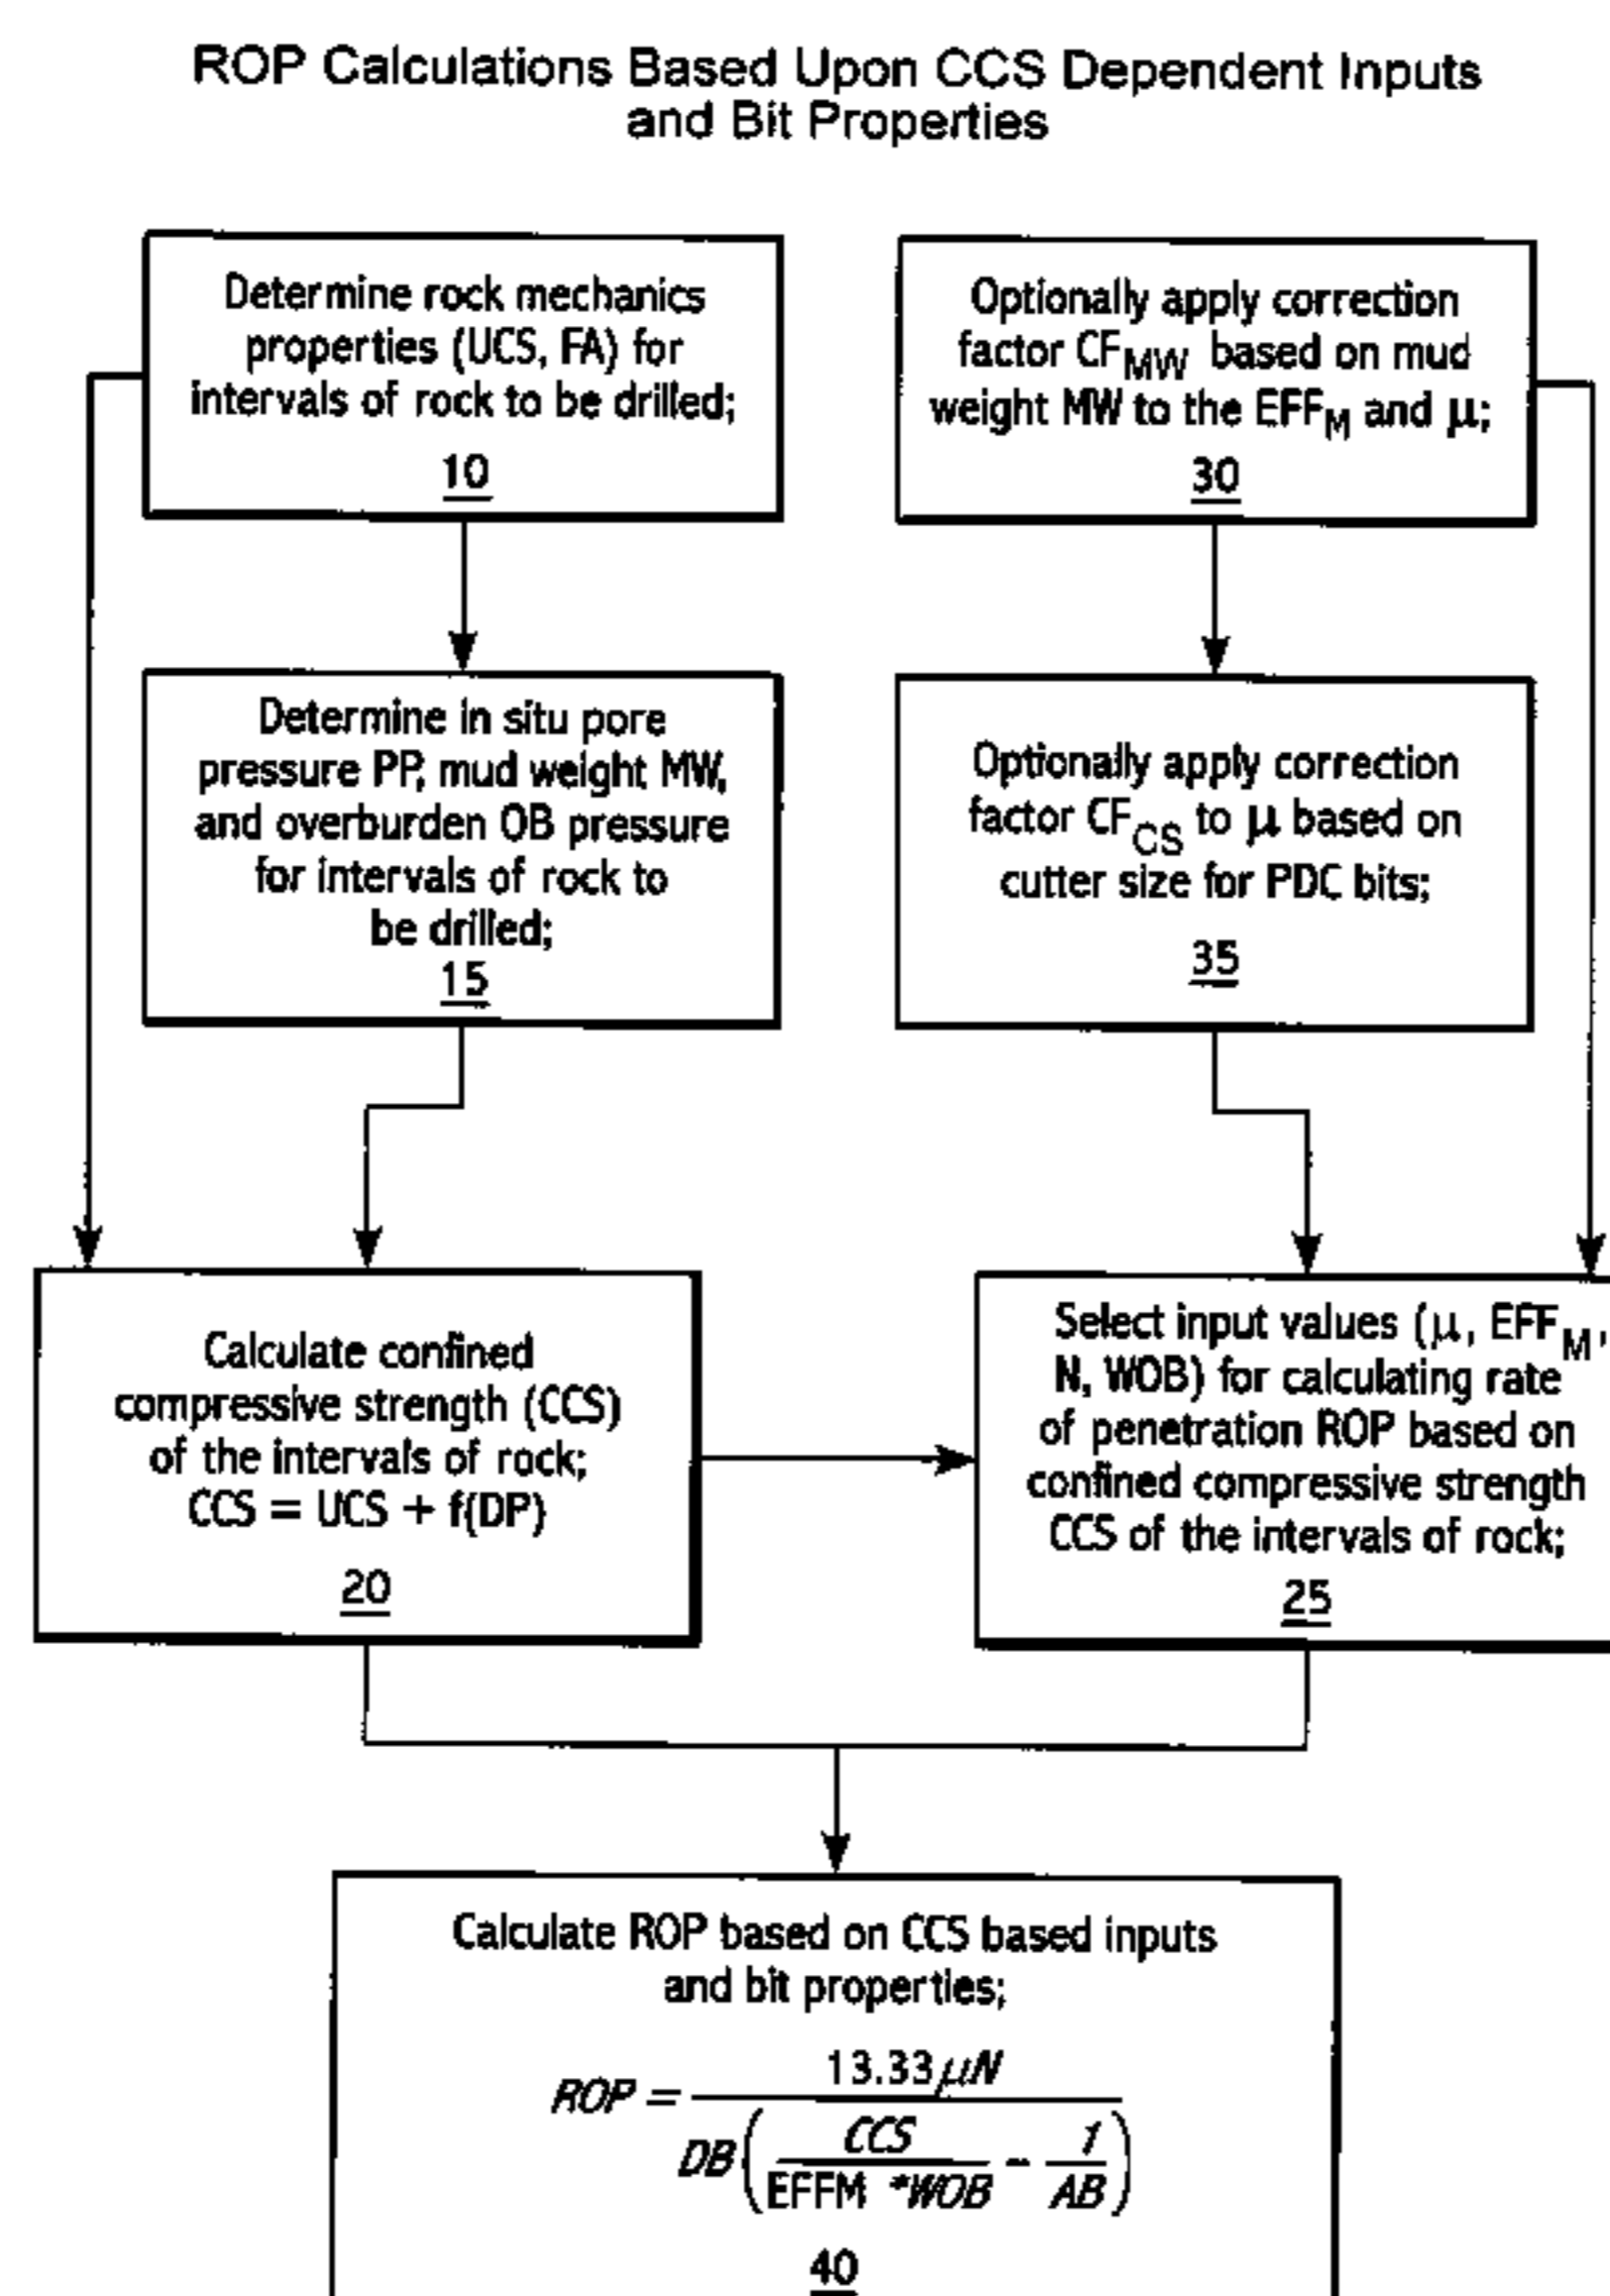 ROP Calculations Based Upon CCS Dependent Inputs
and Bit Properties
Determine rock mechanics
properties (UCS, FA) for
intervals of rock to be drilled;
10
Optionally apply correction
factor CF_MW based on mud
weight MW to the EFF_M and μ;
30
Determine in situ pore
pressure PP, mud weight MW,
and overburden OB pressure
for intervals of rock to
be drilled;
15
Optionally apply correction
factor CF_CS to μ based on
cutter size for PDC bits;
35
Calculate confined
compressive strength (CCS)
of the intervals of rock;
CCS = UCS + f(DP)
20
Select input values (μ, EFF_M,
N, WOB) for calculating rate
of penetration ROP based on
confined compressive strength
CCS of the intervals of rock;
25
Calculate ROP based on CCS based inputs
and bit properties;
ROP = 13.33μN / DB(CCS / EFFM *WOB - 1 / AB)
40